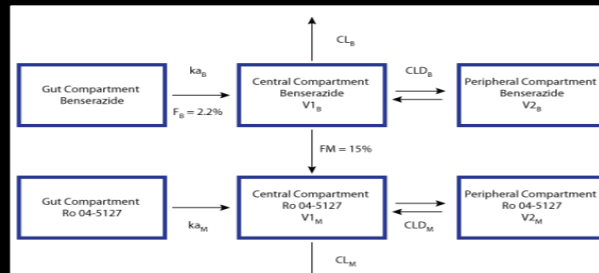 CL_B
Gut Compartment
Benserazide
ka_B
F_B = 2.2%
Central Compartment
Benserazide
V1_B
CLD_B
Peripheral Compartment
Benserazide
V2_B
FM = 15%
Gut Compartment
Ro 04-5127
ka_M
Central Compartment
Ro 04-5127
V1_M
CLD_M
Peripheral Compartment
Ro 04-5127
V2_M
CL_M